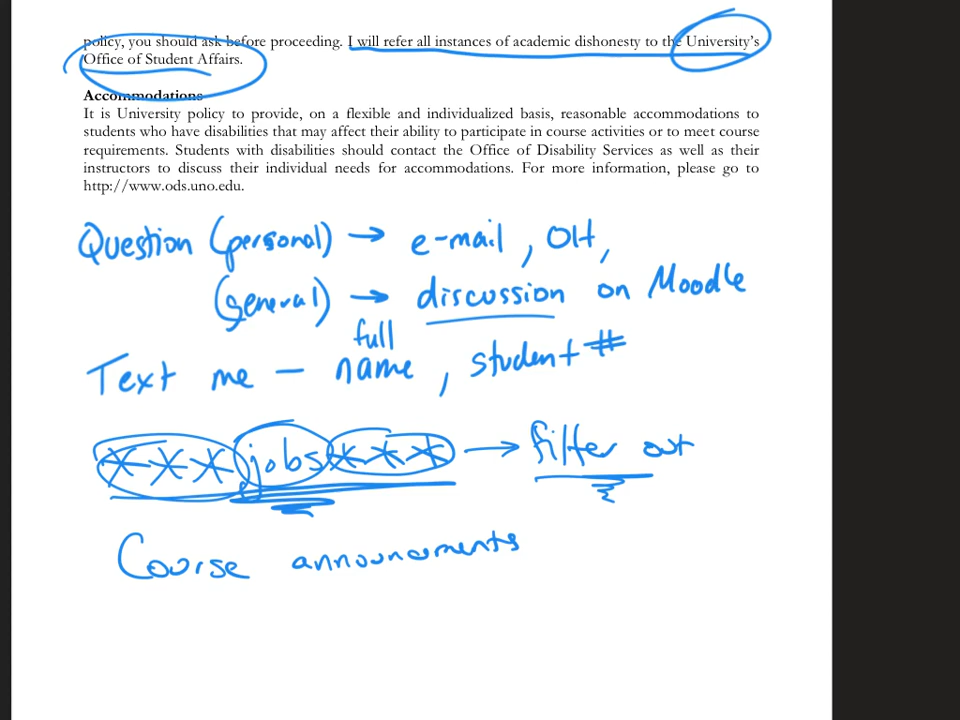 policy, you should ask before proceeding. I will refer all instances of academic dishonesty to the University's
Office of Student Affairs.
Accommodations
It is University policy to provide, on a flexible and individualized basis, reasonable accommodations to
students who have disabilities that may affect their ability to participate in course activities or to meet course
requirements. Students with disabilities should contact the Office of Disability Services as well as their
instructors to discuss their individual needs for accommodations. For more information, please go to
http://www.ods.uno.edu.
Question (personal) → e-mail, OH,
(general) → discussion on Moodle
Text me — full name, student #
***jobs*** → filter out
Course announcements